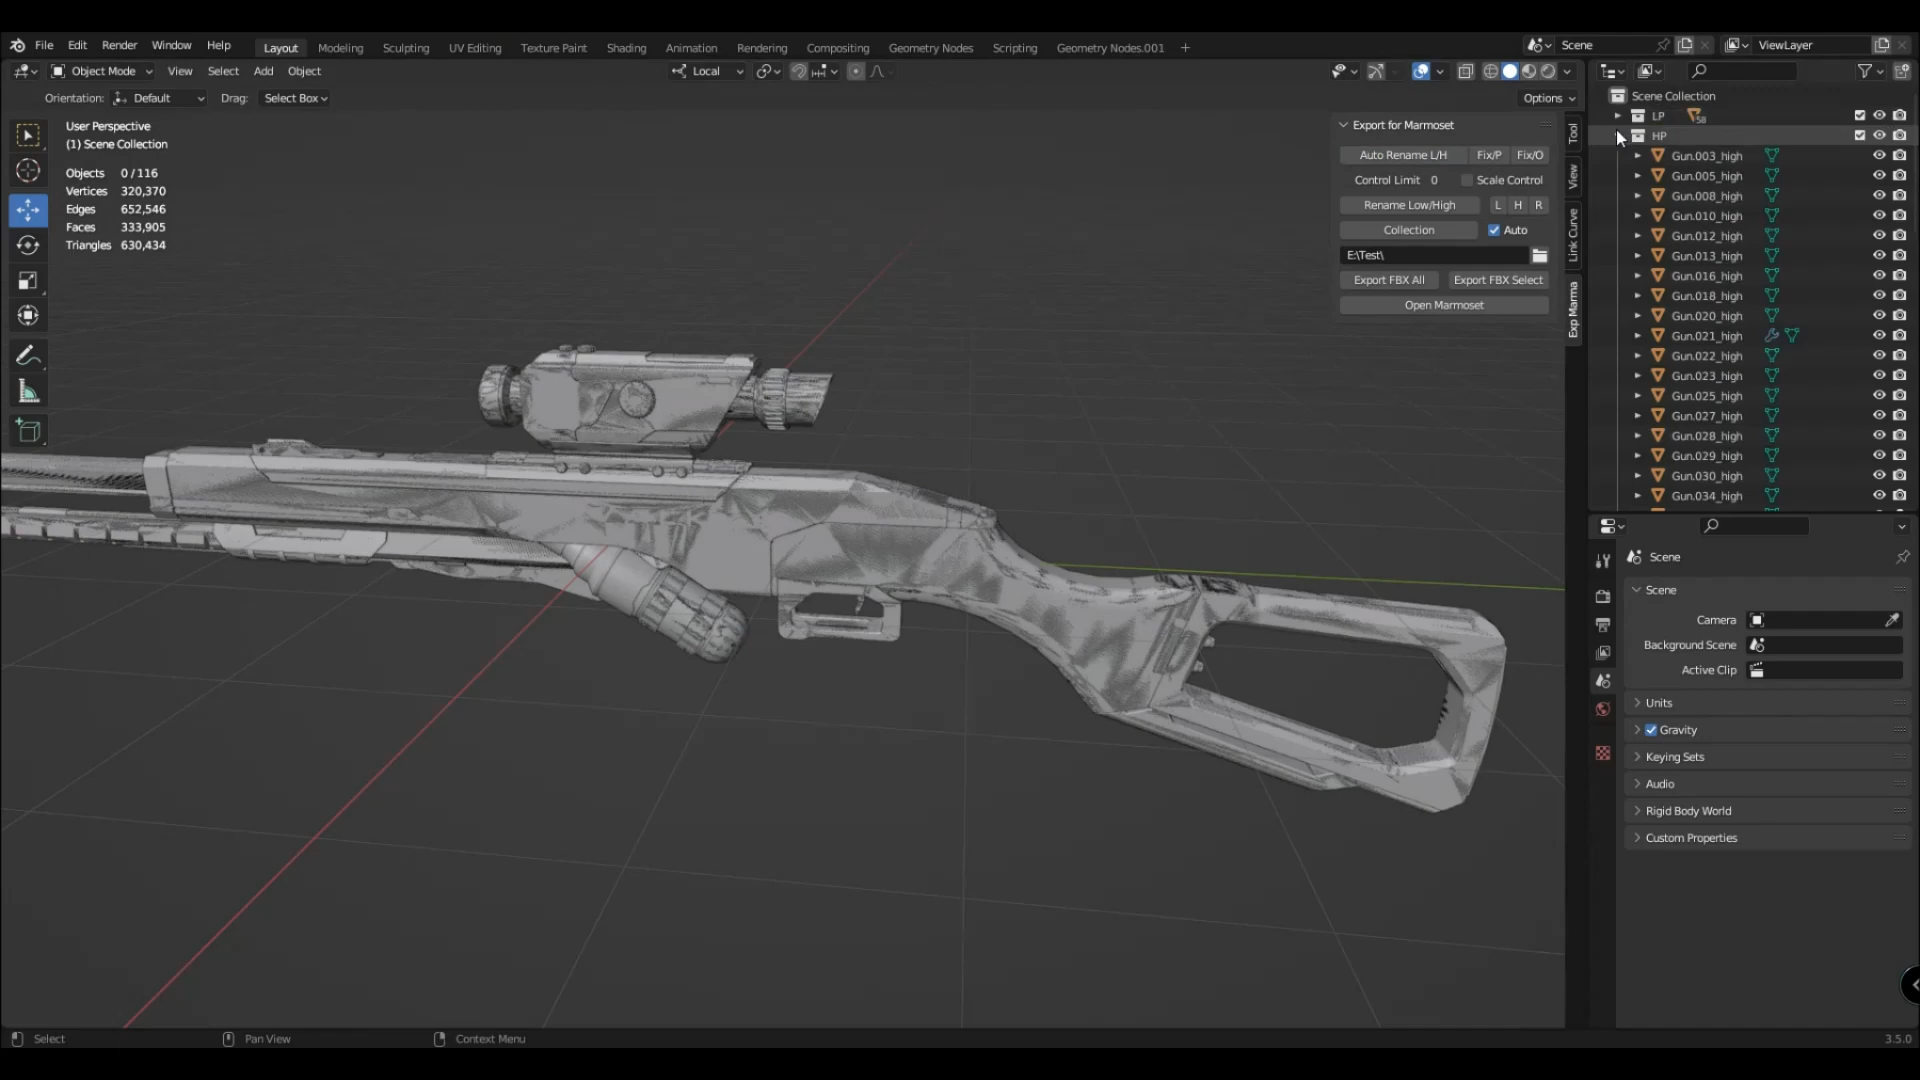 File Edit Render Window Help Layout Modeling Sculpting UV Editing Texture Paint Shading Animation Rendering Compositing Geometry Nodes Scripting Geometry Nodes.001 + Scene ViewLayer
Object Mode View Select Add Object Local
Orientation: Default Drag: Select Box Options
User Perspective
(1) Scene Collection
Objects 0 / 116
Vertices 320,370
Edges 652,546
Faces 333,905
Triangles 630,434
Export for Marmoset
Auto Rename L/H Fix/P Fix/O
Control Limit 0 Scale Control
Rename Low/High L H R
Collection Auto
E:\Test\
Export FBX All Export FBX Select
Open Marmoset
Tool
View
Link Curve
Exp Marma
Scene Collection
LP 58
HP
Gun.003_high
Gun.005_high
Gun.008_high
Gun.010_high
Gun.012_high
Gun.013_high
Gun.016_high
Gun.018_high
Gun.020_high
Gun.021_high
Gun.022_high
Gun.023_high
Gun.025_high
Gun.027_high
Gun.028_high
Gun.029_high
Gun.030_high
Gun.034_high
Scene
Scene
Camera
Background Scene
Active Clip
Units
Gravity
Keying Sets
Audio
Rigid Body World
Custom Properties
Select Pan View Context Menu 3.5.0